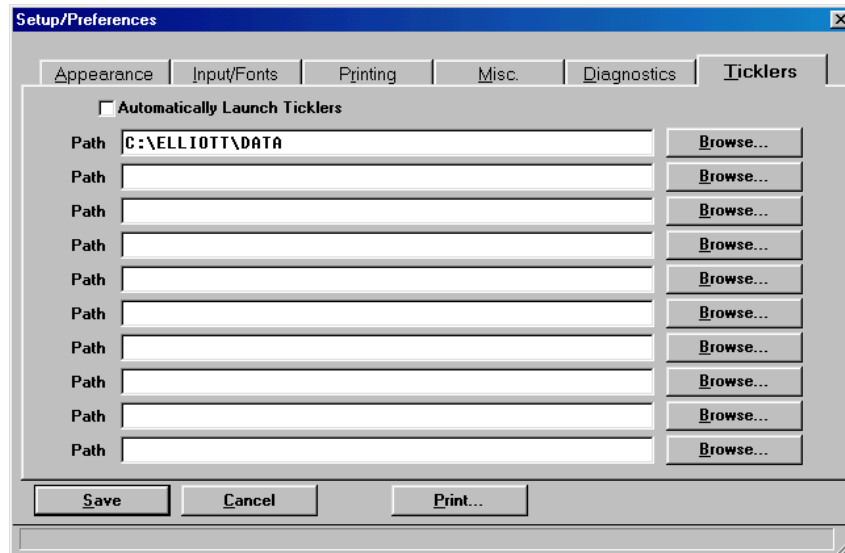 Setup/Preferences
Appearance Input/Fonts Printing Misc. Diagnostics Ticklers
Automatically Launch Ticklers
Path C:\ELLIOTT\DATA Browse...
Path Browse...
Path Browse...
Path Browse...
Path Browse...
Path Browse...
Path Browse...
Path Browse...
Path Browse...
Path Browse...
Save Cancel Print...